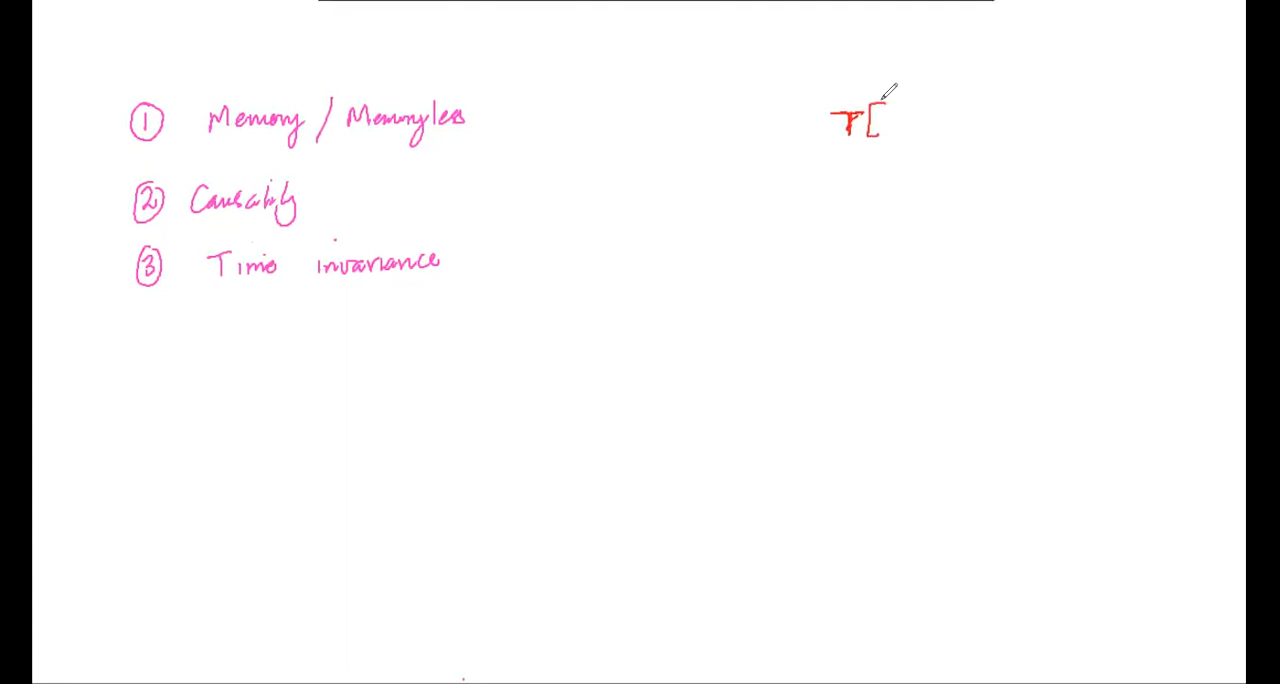 ① Memory / Memoryless
T[
② Causality
③ Time invariance